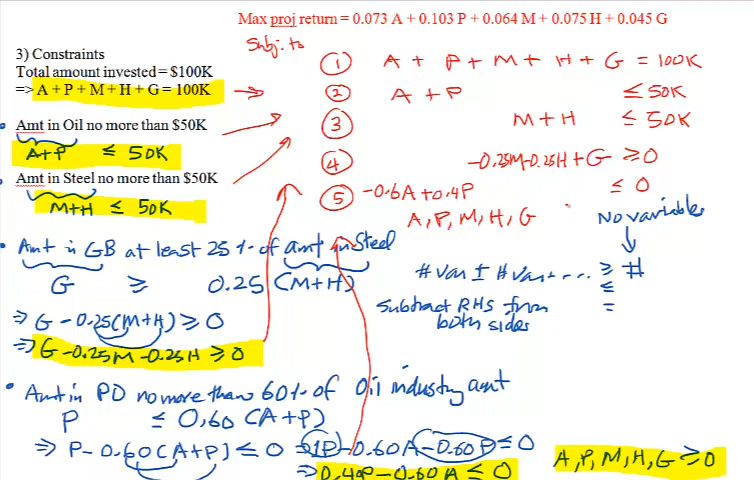 Max proj return = 0.073 A + 0.103 P + 0.064 M + 0.075 H + 0.045 G
Subj. to
3) Constraints
Total amount invested = $100K
=> A + P + M + H + G = 100K
Amt in Oil no more than $50K
A+P ≤ 50K
Amt in Steel no more than $50K
M+H ≤ 50K
① A + P + M + H + G = 100K
② A + P ≤ 50K
③ M + H ≤ 50K
④ -0.25M-0.25H + G ≥ 0
⑤ -0.6A + 0.4P ≤ 0
A, P, M, H, G
No variables
# Var ± # Var + ... ≥ #
≤
=
Subtract RHS from
both sides
• Amt in GB at least 25 % of amt in Steel
G ≥ 0.25 (M+H)
⇒ G - 0.25(M+H) ≥ 0
⇒ G - 0.25M - 0.25H ≥ 0
• Amt in PO no more than 60% of Oil industry amt
P ≤ 0.60 (A+P)
⇒ P - 0.60(A+P) ≤ 0 ⇒ 1P - 0.60A - 0.60P ≤ 0
⇒ 0.40P - 0.60A ≤ 0
A, P, M, H, G ≥ 0